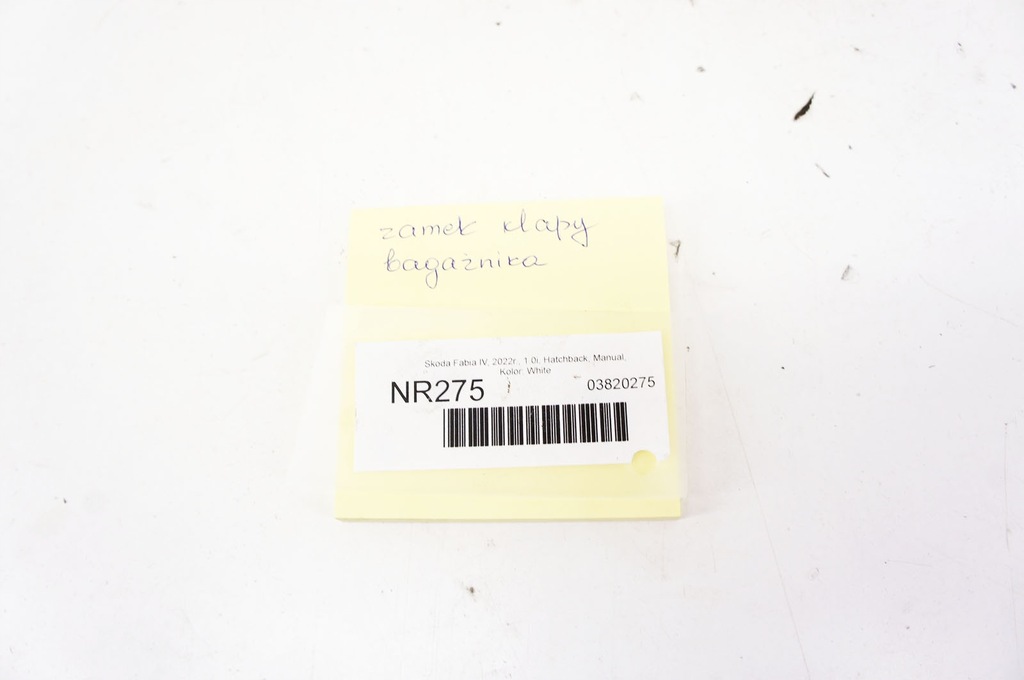 zamek klapy
bagażnika
Skoda Fabia IV, 2022r., 1.0i, Hatchback, Manual,
Kolor: White
NR275
03820275